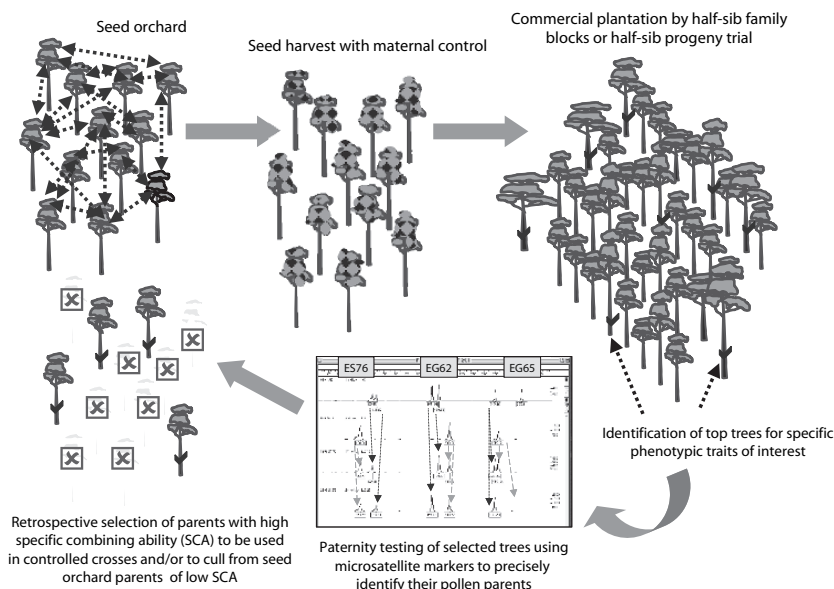 Seed orchard
Seed harvest with maternal control
Commercial plantation by half-sib family
blocks or half-sib progeny trial
Identification of top trees for specific
phenotypic traits of interest
ES76
EG62
EG65
Paternity testing of selected trees using
microsatellite markers to precisely
identify their pollen parents
Retrospective selection of parents with high
specific combining ability (SCA) to be used
in controlled crosses and/or to cull from seed
orchard parents of low SCA